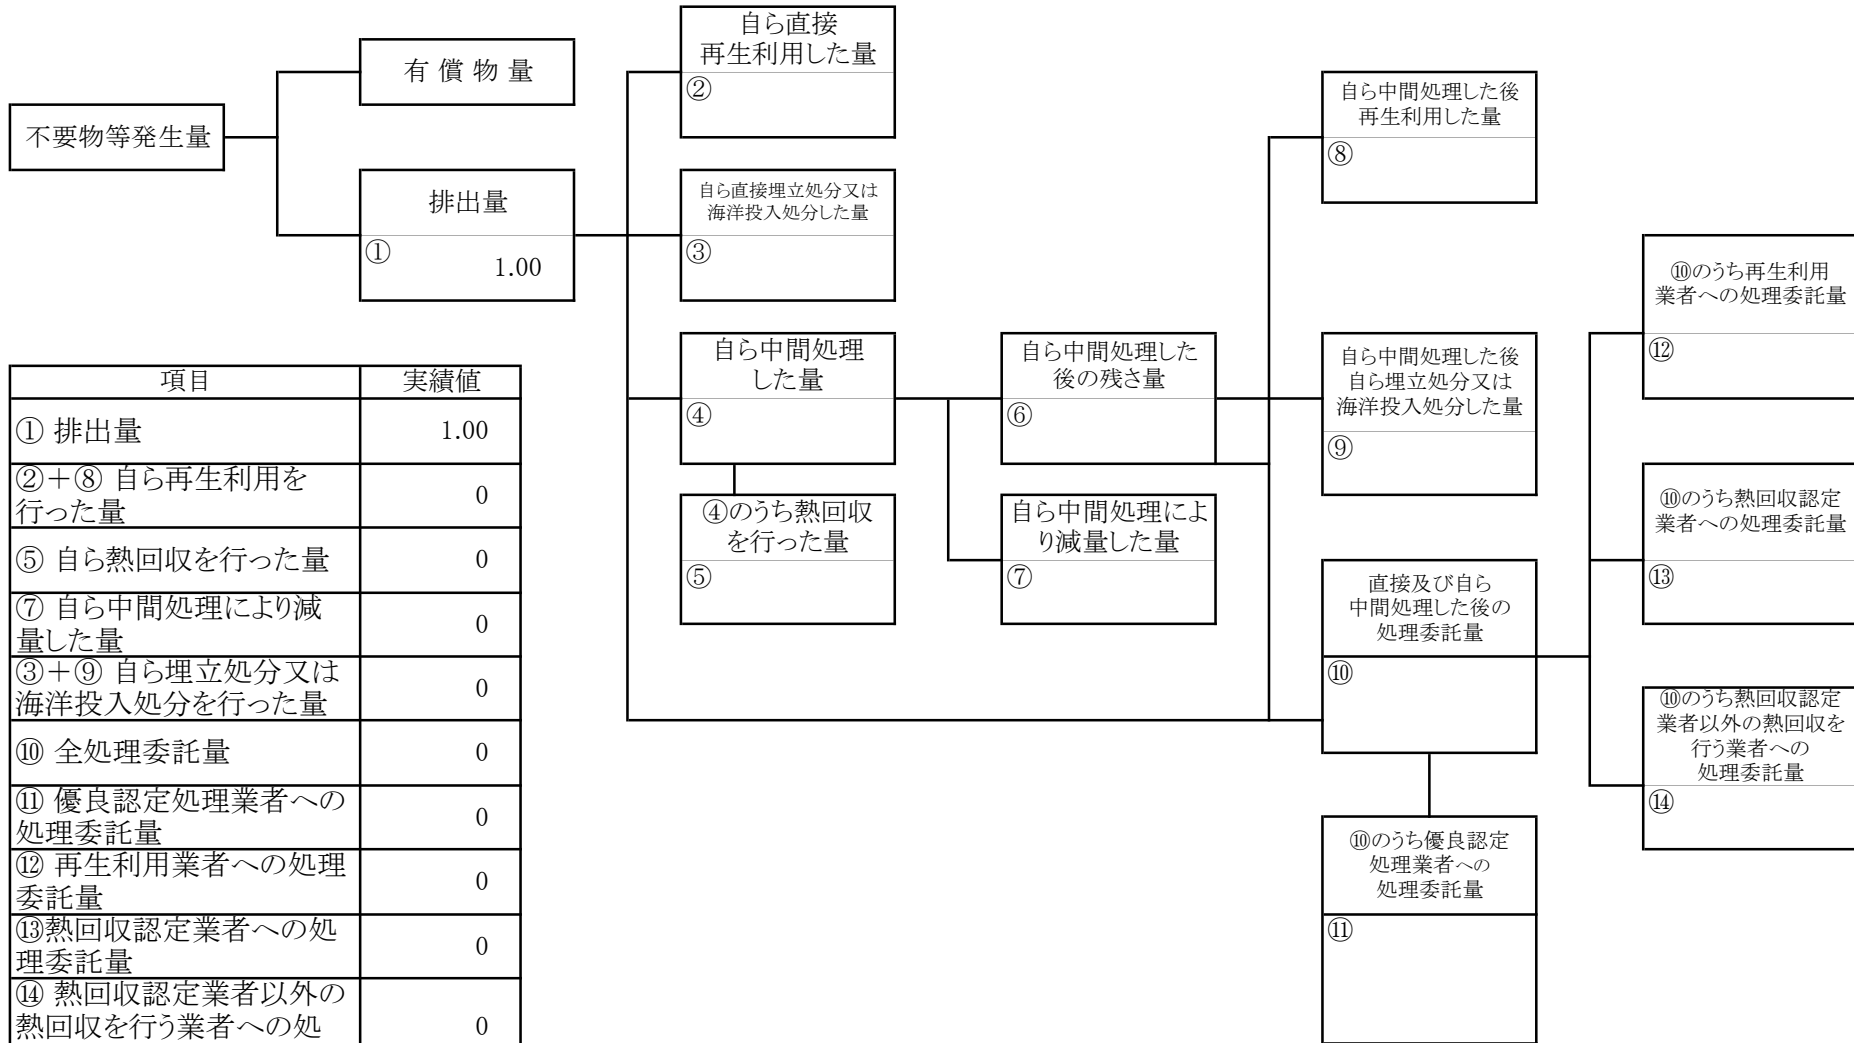 不要物等発生量
有 償 物 量
排出量
①
1.00
自ら直接
再生利用した量
②
自ら直接埋立処分又は
海洋投入処分した量
③
自ら中間処理
した量
④
④のうち熱回収
を行った量
⑤
自ら中間処理した
後の残さ量
⑥
自ら中間処理によ
り減量した量
⑦
自ら中間処理した後
再生利用した量
⑧
自ら中間処理した後
自ら埋立処分又は
海洋投入処分した量
⑨
直接及び自ら
中間処理した後の
処理委託量
⑩
⑩のうち優良認定
処理業者への
処理委託量
⑪
⑩のうち再生利用
業者への処理委託量
⑫
⑩のうち熱回収認定
業者への処理委託量
⑬
⑩のうち熱回収認定
業者以外の熱回収を
行う業者への
処理委託量
⑭
項目 実績値
① 排出量 1.00
②＋⑧ 自ら再生利用を
行った量 0
⑤ 自ら熱回収を行った量 0
⑦ 自ら中間処理により減
量した量 0
③＋⑨ 自ら埋立処分又は
海洋投入処分を行った量 0
⑩ 全処理委託量 0
⑪ 優良認定処理業者への
処理委託量 0
⑫ 再生利用業者への処理
委託量 0
⑬熱回収認定業者への処
理委託量 0
⑭ 熱回収認定業者以外の
熱回収を行う業者への処 0